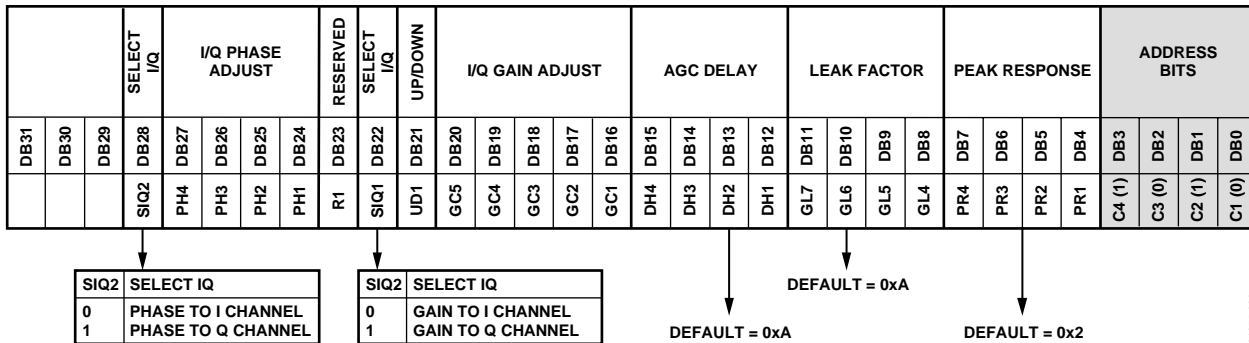 SELECT I/Q
I/Q PHASE ADJUST
RESERVED
SELECT I/Q
UP/DOWN
I/Q GAIN ADJUST
AGC DELAY
LEAK FACTOR
PEAK RESPONSE
ADDRESS BITS
DB31 DB30 DB29 DB28 DB27 DB26 DB25 DB24 DB23 DB22 DB21 DB20 DB19 DB18 DB17 DB16 DB15 DB14 DB13 DB12 DB11 DB10 DB9 DB8 DB7 DB6 DB5 DB4 DB3 DB2 DB1 DB0
SIQ2 PH4 PH3 PH2 PH1 R1 SIQ1 UD1 GC5 GC4 GC3 GC2 GC1 DH4 DH3 DH2 DH1 GL7 GL6 GL5 GL4 PR4 PR3 PR2 PR1 C4 (1) C3 (0) C2 (1) C1 (0)
SIQ2 SELECT IQ
0 PHASE TO I CHANNEL
1 PHASE TO Q CHANNEL
SIQ2 SELECT IQ
0 GAIN TO I CHANNEL
1 GAIN TO Q CHANNEL
DEFAULT = 0xA
DEFAULT = 0xA
DEFAULT = 0x2